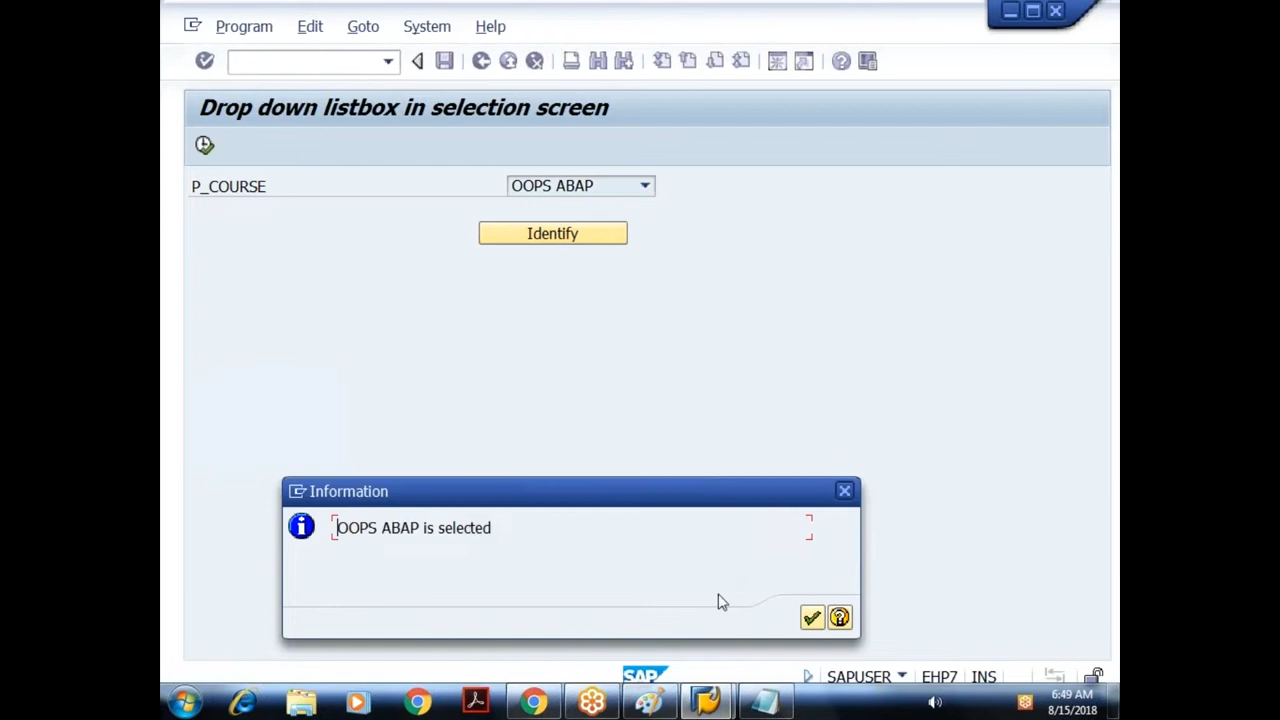 Program Edit Goto System Help
Drop down listbox in selection screen
P_COURSE OOPS ABAP
Identify
Information
OOPS ABAP is selected
SAP SAPUSER EHP7 INS
6:49 AM
8/15/2018